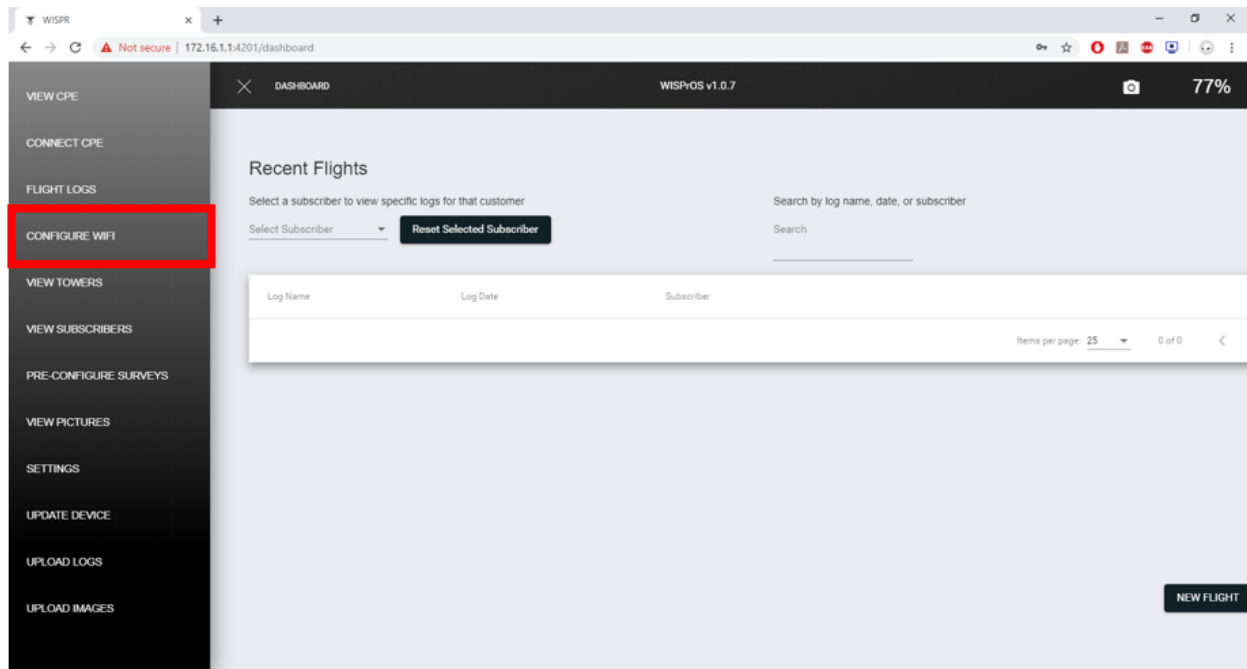 WISPR
Not secure | 172.16.1.1:4201/dashboard
DASHBOARD
WISPrOS v1.0.7
77%
VIEW CPE
CONNECT CPE
FLIGHT LOGS
CONFIGURE WIFI
VIEW TOWERS
VIEW SUBSCRIBERS
PRE-CONFIGURE SURVEYS
VIEW PICTURES
SETTINGS
UPDATE DEVICE
UPLOAD LOGS
UPLOAD IMAGES
Recent Flights
Select a subscriber to view specific logs for that customer
Search by log name, date, or subscriber
Select Subscriber
Reset Selected Subscriber
Search
Log Name
Log Date
Subscriber
Items per page: 25
0 of 0
NEW FLIGHT